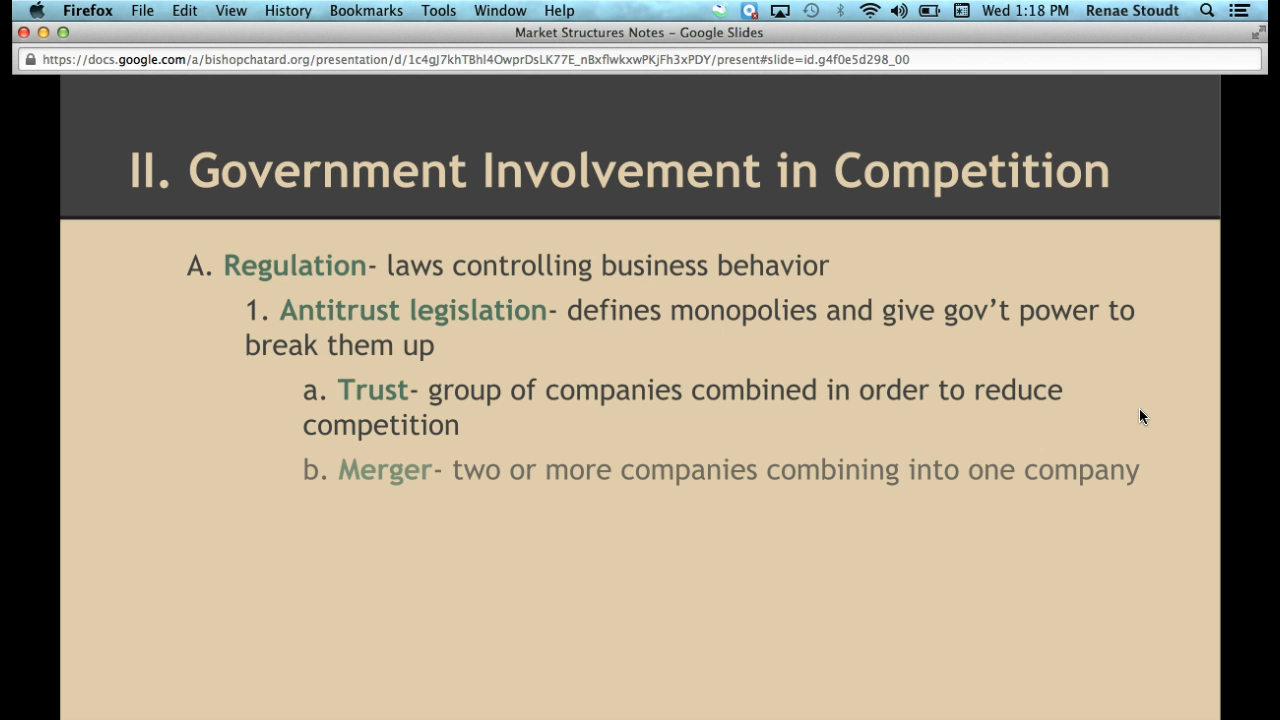 Firefox File Edit View History Bookmarks Tools Window Help Wed 1:18 PM Renae Stoudt
Market Structures Notes – Google Slides
https://docs.google.com/a/bishopchatard.org/presentation/d/1c4gJ7khTBhl4OwprDsLK77E_nBxflwkxwPKjFh3xPDY/present#slide=id.g4f0e5d298_00
II. Government Involvement in Competition
A. Regulation- laws controlling business behavior
1. Antitrust legislation- defines monopolies and give gov’t power to
break them up
a. Trust- group of companies combined in order to reduce
competition
b. Merger- two or more companies combining into one company